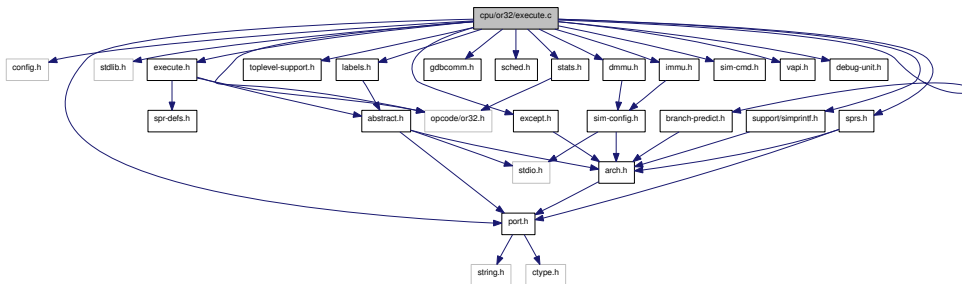 cpu/or32/execute.c
config.h
stdlib.h
execute.h
toplevel-support.h
labels.h
gdbcomm.h
sched.h
stats.h
dmmu.h
immu.h
sim-cmd.h
vapi.h
debug-unit.h
spr-defs.h
abstract.h
opcode/or32.h
except.h
sim-config.h
branch-predict.h
support/simprintf.h
sprs.h
stdio.h
arch.h
port.h
string.h
ctype.h